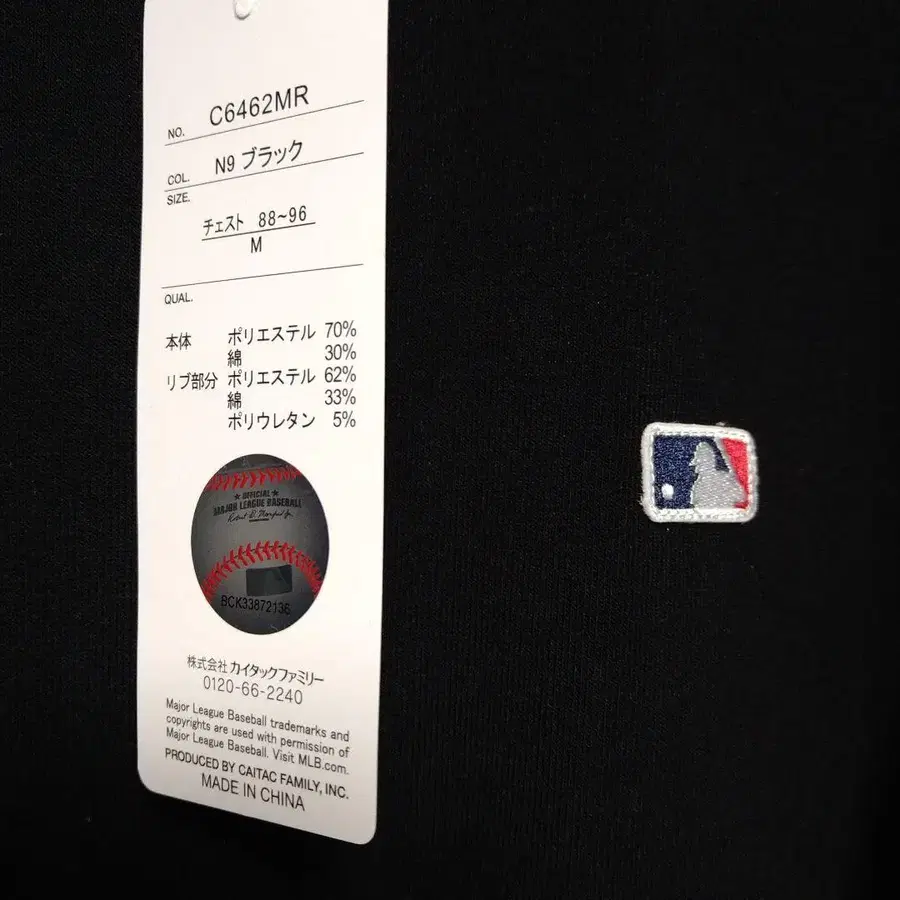 NO. C6462MR
COL. N9 ブラック
SIZE.
チェスト 88~96
M
QUAL.
本体 ポリエステル 70%
綿 30%
リブ部分 ポリエステル 62%
綿 33%
ポリウレタン 5%
★ OFFICIAL ★
MAJOR LEAGUE BASEBALL
BCK33872136
株式会社 カイタックファミリー
0120-66-2240
Major League Baseball trademarks and
copyrights are used with permission of
Major League Baseball. Visit MLB.com.
PRODUCED BY CAITAC FAMILY, INC.
MADE IN CHINA